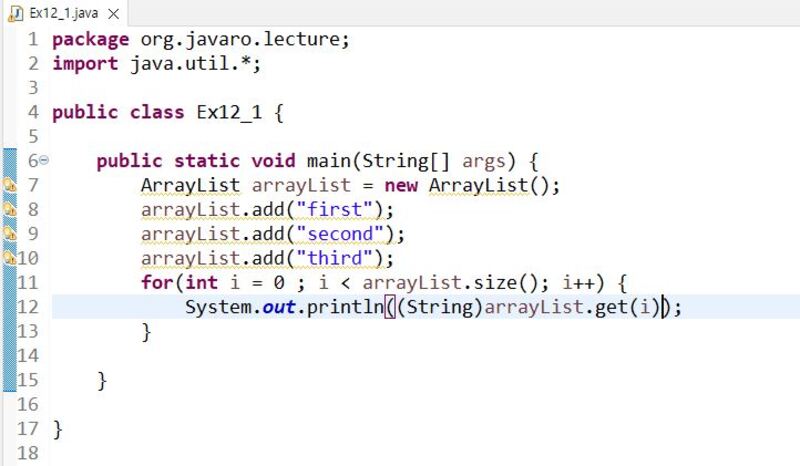 Ex12_1.java
1 package org.javaro.lecture;
2 import java.util.*;
3
4 public class Ex12_1 {
5
6     public static void main(String[] args) {
7         ArrayList arrayList = new ArrayList();
8         arrayList.add("first");
9         arrayList.add("second");
10         arrayList.add("third");
11         for(int i = 0 ; i < arrayList.size(); i++) {
12             System.out.println((String)arrayList.get(i));
13         }
14
15     }
16
17 }
18